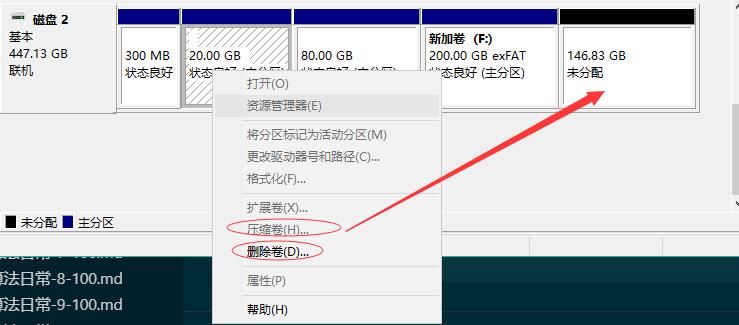 磁盘 2
基本
447.13 GB
联机
300 MB
状态良好
20.00 GB
状态良好 (主分区)
80.00 GB
状态良好 (主分区)
新加卷 (F:)
200.00 GB exFAT
状态良好 (主分区)
146.83 GB
未分配
打开(O)
资源管理器(E)
将分区标记为活动分区(M)
更改驱动器号和路径(C)...
格式化(F)...
扩展卷(X)...
压缩卷(H)...
删除卷(D)...
属性(P)
帮助(H)
未分配 主分区
算法日常-8-100.md
算法日常-9-100.md